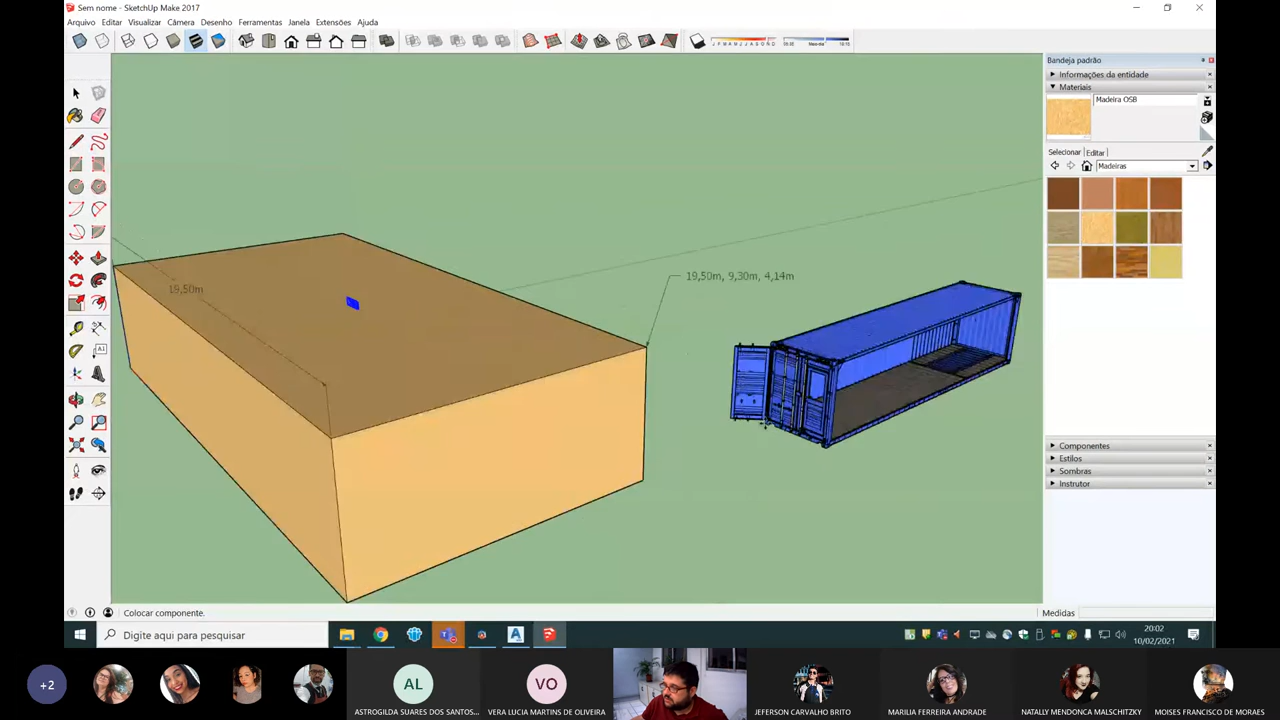 Sem nome - SketchUp Make 2017
Arquivo Editar Visualizar Câmera Desenho Ferramentas Janela Extensões Ajuda
Bandeja padrão
Informações da entidade
Materiais
Madeira OSB
Selecionar Editar
Madeiras
19,50m
19,50m, 9,30m, 4,14m
Componentes
Estilos
Sombras
Instrutor
Colocar componente.
Medidas
Digite aqui para pesquisar
20:02
10/02/2021
+2
AL
VO
ASTROGILDA SUARES DOS SANTOS...
VERA LUCIA MARTINS DE OLIVEIRA
JEFERSON CARVALHO BRITO
MARILIA FERREIRA ANDRADE
NATALLY MENDONCA MALSCHITZKY
MOISES FRANCISCO DE MORAES